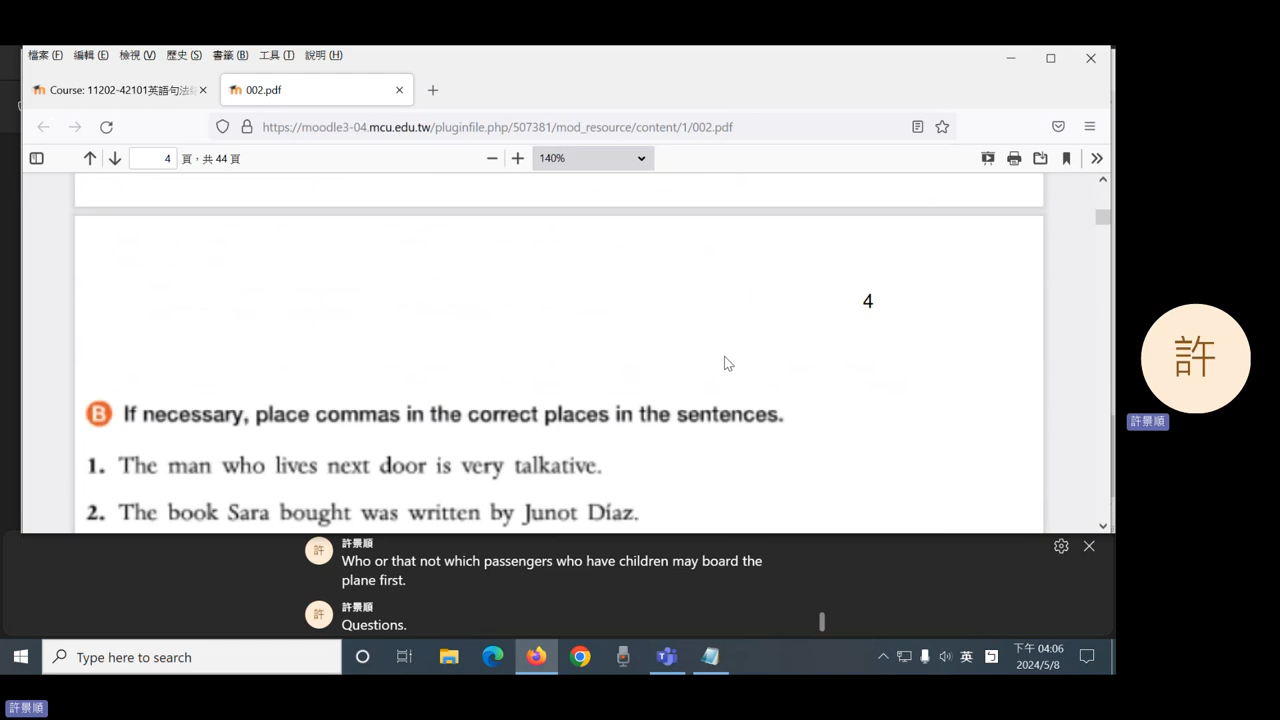 檔案 (F) 編輯 (E) 檢視 (V) 歷史 (S) 書籤 (B) 工具 (T) 說明 (H)
Course: 11202-42101英語句法
002.pdf
https://moodle3-04.mcu.edu.tw/pluginfile.php/507381/mod_resource/content/1/002.pdf
4 頁，共 44 頁
140%
4
B If necessary, place commas in the correct places in the sentences.
1. The man who lives next door is very talkative.
2. The book Sara bought was written by Junot Díaz.
許
許景順
許 許景順
Who or that not which passengers who have children may board the
plane first.
許 許景順
Questions.
Type here to search
英
下午 04:06
2024/5/8
許景順